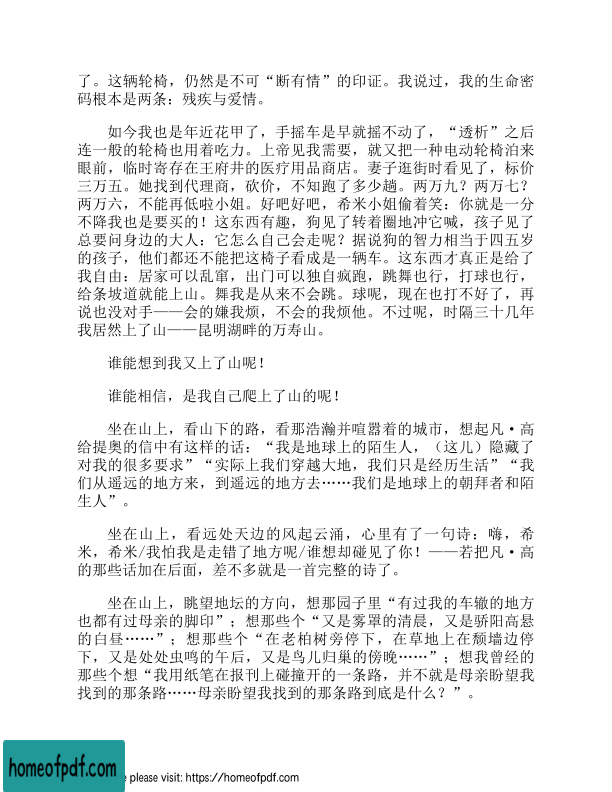 了。这辆轮椅，仍然是不可“断有情”的印证。我说过，我的生命密
码根本是两条：残疾与爱情。
如今我也是年近花甲了，手摇车是早就摇不动了，“透析”之后
连一般的轮椅也用着吃力。上帝见我需要，就又把一种电动轮椅泊来
眼前，临时寄存在王府井的医疗用品商店。妻子逛街时看见了，标价
三万五。她找到代理商，砍价，不知跑了多少趟。两万九？两万七？
两万六，不能再低啦小姐。好吧好吧，希米小姐偷着笑：你就是一分
不降我也是要买的！这东西有趣，狗见了转着圈地冲它喊，孩子见了
总要问身边的大人：它怎么自己会走呢？据说狗的智力相当于四五岁
的孩子，他们都还不能把这椅子看成是一辆车。这东西才真正是给了
我自由：居家可以乱窜，出门可以独自疯跑，跳舞也行，打球也行，
给条坡道就能上山。舞我是从来不会跳。球呢，现在也打不好了，再
说也没对手——会的嫌我烦，不会的我烦他。不过呢，时隔三十几年
我居然上了山——昆明湖畔的万寿山。
谁能想到我又上了山呢！
谁能相信，是我自己爬上了山的呢！
坐在山上，看山下的路，看那浩瀚并喧嚣着的城市，想起凡·高
给提奥的信中有这样的话：“我是地球上的陌生人，（这儿）隐藏了
对我的很多要求”“实际上我们穿越大地，我们只是经历生活”“我
们从遥远的地方来，到遥远的地方去……我们是地球上的朝拜者和陌
生人”。
坐在山上，看远处天边的风起云涌，心里有了一句诗：嗨，希
米，希米/我怕我是走错了地方呢/谁想却碰见了你！——若把凡·高
的那些话加在后面，差不多就是一首完整的诗了。
坐在山上，眺望地坛的方向，想那园子里“有过我的车辙的地方
也都有过母亲的脚印”；想那些个“又是雾罩的清晨，又是骄阳高悬
的白昼……”；想那些个“在老柏树旁停下，在草地上在颓墙边停
下，又是处处虫鸣的午后，又是鸟儿归巢的傍晚……”；想我曾经的
那些个想“我用纸笔在报刊上碰撞开的一条路，并不就是母亲盼望我
找到的那条路……母亲盼望我找到的那条路到底是什么？”。
homeofpdf.com
please visit: https://homeofpdf.com